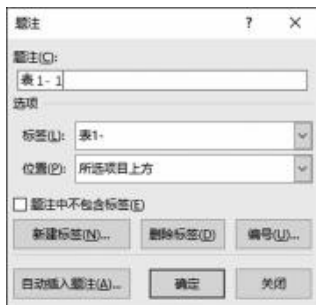 题注 ? ×
题注(C):
表 1- 1
选项
标签(L): 表1-
位置(P): 所选项目上方
题注中不包含标签(E)
新建标签(N)... 删除标签(D) 编号(U)...
自动插入题注(A)... 确定 关闭